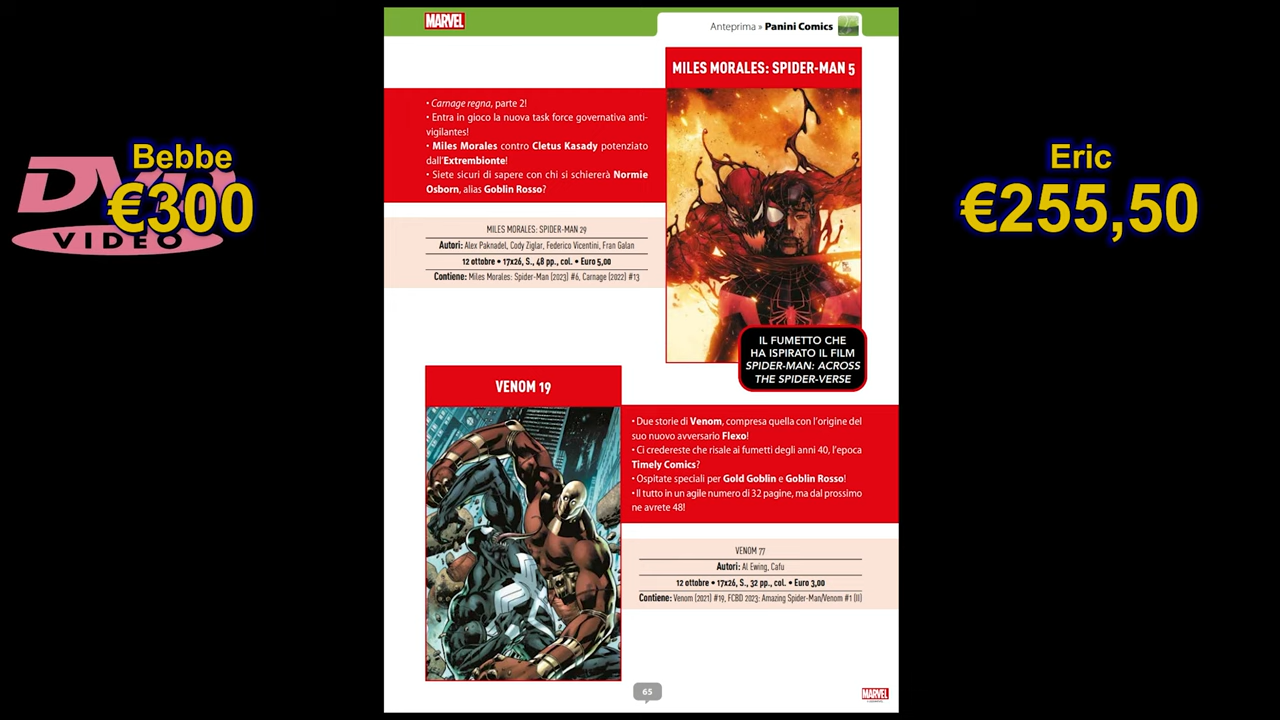 MARVEL
Anteprima » Panini Comics
MILES MORALES: SPIDER-MAN 5
• Carnage regna, parte 2!
• Entra in gioco la nuova task force governativa anti-
vigilantes!
• Miles Morales contro Cletus Kasady potenziato
dall'Extrembionte!
• Siete sicuri di sapere con chi si schiererà Normie
Osborn, alias Goblin Rosso?
MILES MORALES: SPIDER-MAN 29
Autori: Alex Paknadel, Cody Ziglar, Federico Vicentini, Fran Galan
12 ottobre • 17x26, S., 48 pp., col. • Euro 5,00
Contiene: Miles Morales: Spider-Man (2023) #6, Carnage (2022) #13
IL FUMETTO CHE
HA ISPIRATO IL FILM
SPIDER-MAN: ACROSS
THE SPIDER-VERSE
Bebbe
€300
DVD
VIDEO
Eric
€255,50
VENOM 19
• Due storie di Venom, compresa quella con l'origine del
suo nuovo avversario Flexo!
• Ci credereste che risale ai fumetti degli anni 40, l'epoca
Timely Comics?
• Ospitate speciali per Gold Goblin e Goblin Rosso!
• Il tutto in un agile numero di 32 pagine, ma dal prossimo
ne avrete 48!
VENOM 77
Autori: Al Ewing, Cafu
12 ottobre • 17x26, S., 32 pp., col. • Euro 3,00
Contiene: Venom (2021) #19, FCBD 2023: Amazing Spider-Man/Venom #1 (II)
65
MARVEL